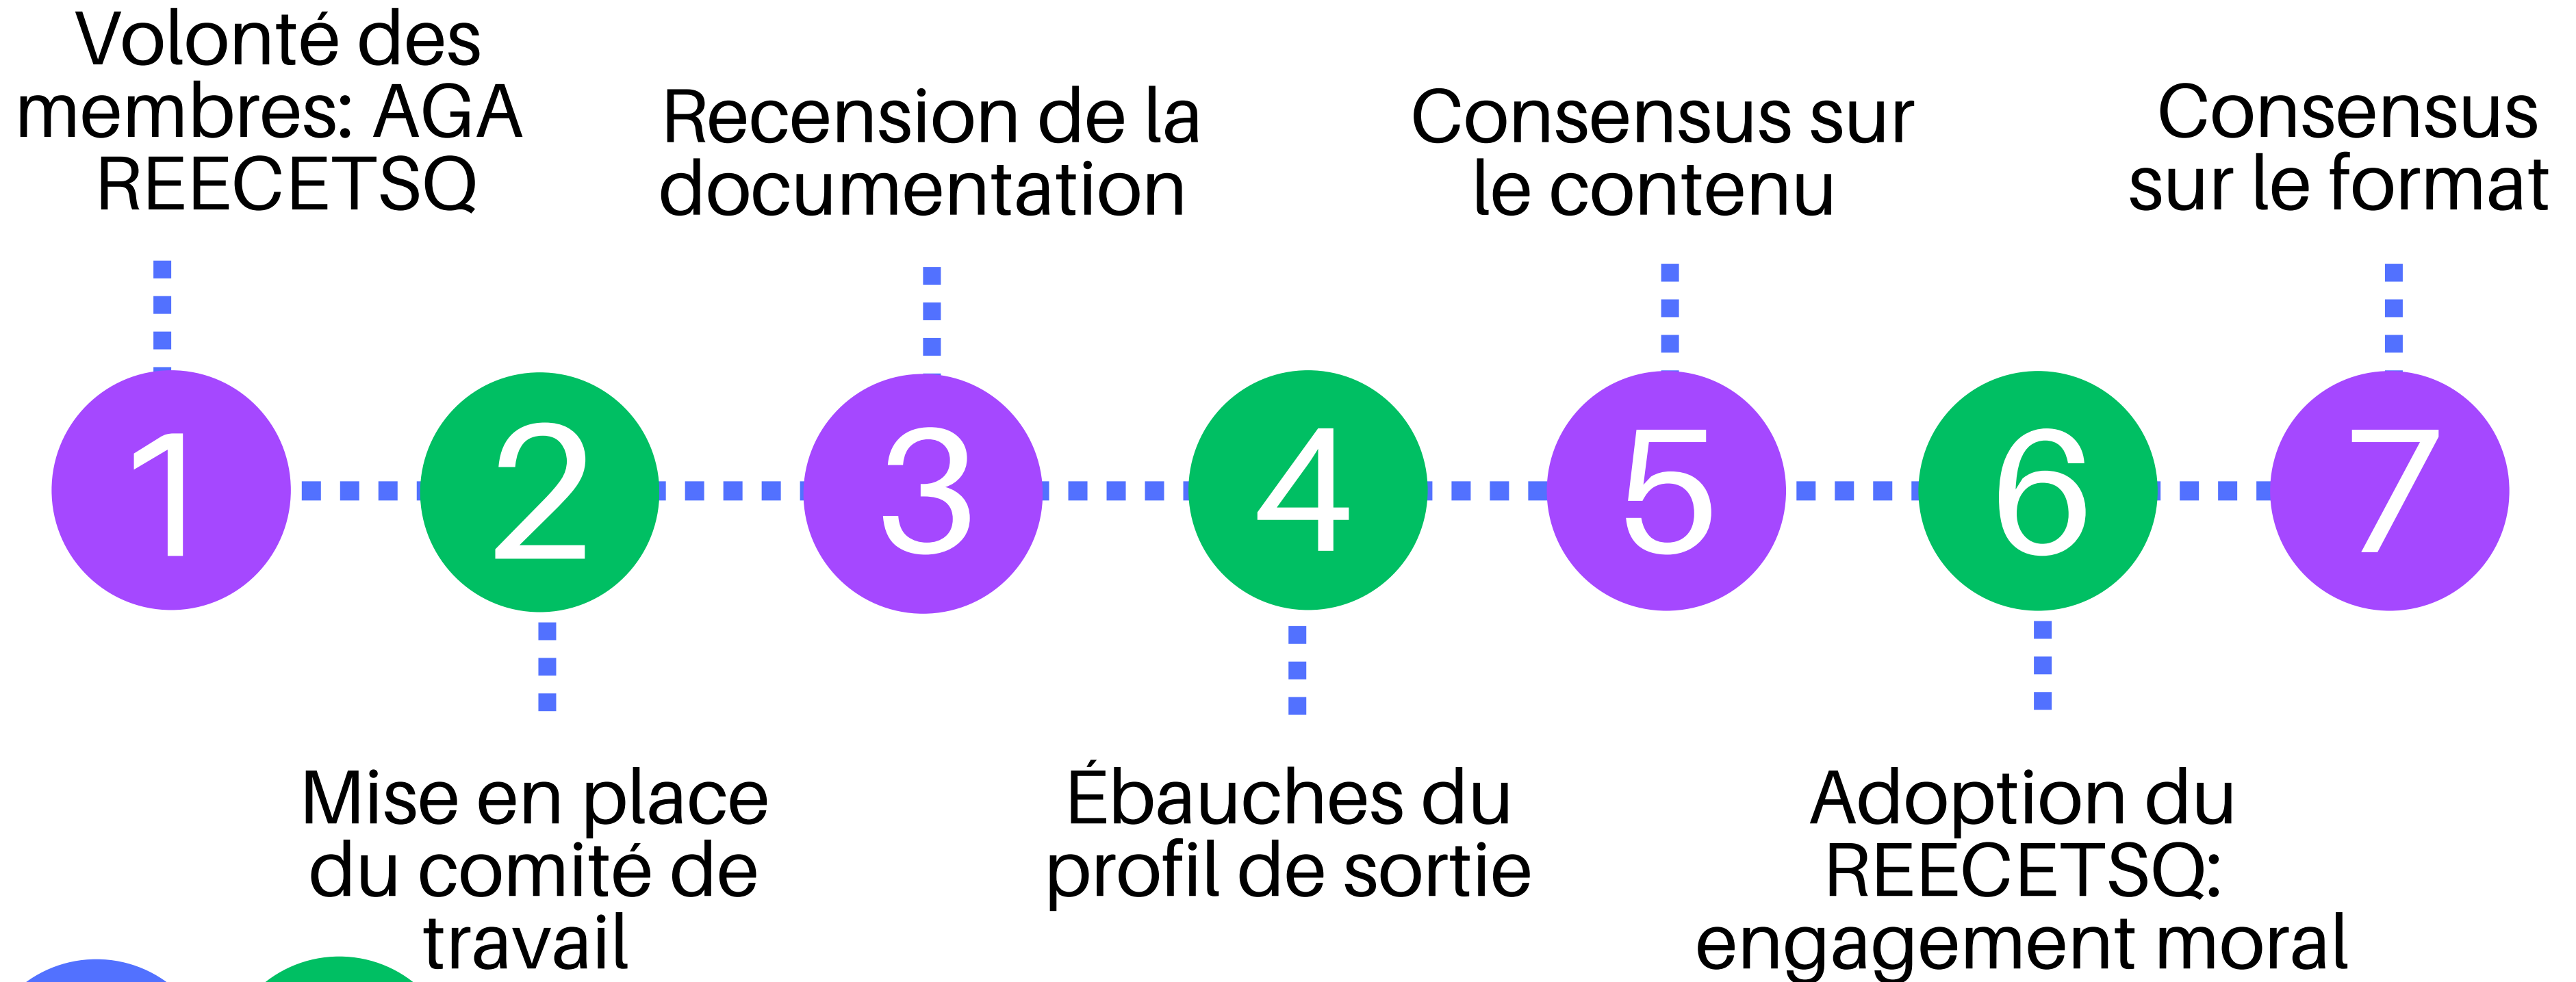 Volonté des
membres: AGA
REECETSQ
Recension de la
documentation
Consensus sur
le contenu
Consensus
sur le format
1
2
3
4
5
6
7
Mise en place
du comité de
travail
Ébauches du
profil de sortie
Adoption du
REECETSQ:
engagement moral